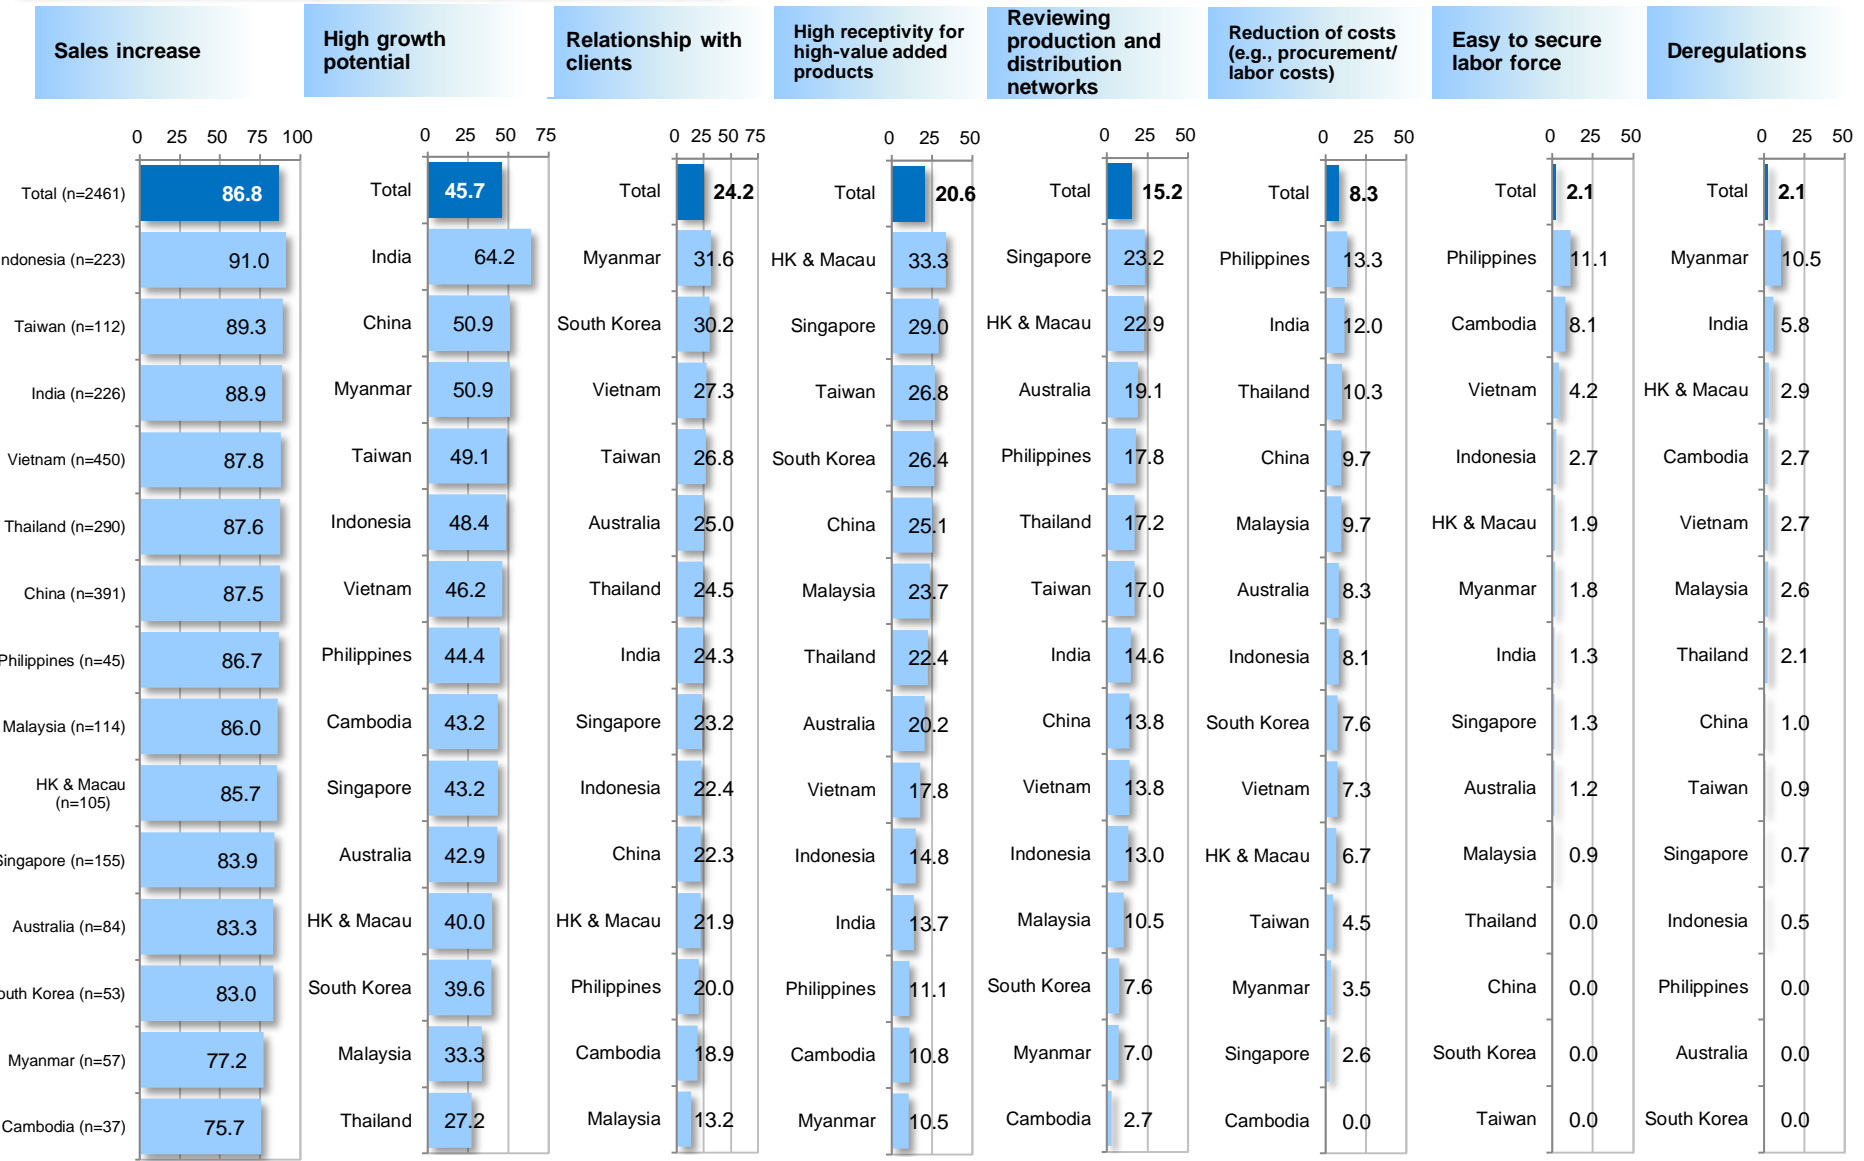 Sales increase
High growth
potential
Relationship with
clients
High receptivity for
high-value added
products
Reviewing
production and
distribution
networks
Reduction of costs
(e.g., procurement/
labor costs)
Easy to secure
labor force
Deregulations
0 25 50 75 100
Total (n=2461) 86.8
ndonesia (n=223) 91.0
Taiwan (n=112) 89.3
India (n=226) 88.9
Vietnam (n=450) 87.8
Thailand (n=290) 87.6
China (n=391) 87.5
Philippines (n=45) 86.7
Malaysia (n=114) 86.0
HK & Macau
(n=105) 85.7
Singapore (n=155) 83.9
Australia (n=84) 83.3
outh Korea (n=53) 83.0
Myanmar (n=57) 77.2
Cambodia (n=37) 75.7
0 25 50 75
Total 45.7
India 64.2
China 50.9
Myanmar 50.9
Taiwan 49.1
Indonesia 48.4
Vietnam 46.2
Philippines 44.4
Cambodia 43.2
Singapore 43.2
Australia 42.9
HK & Macau 40.0
South Korea 39.6
Malaysia 33.3
Thailand 27.2
0 25 50 75
Total 24.2
Myanmar 31.6
South Korea 30.2
Vietnam 27.3
Taiwan 26.8
Australia 25.0
Thailand 24.5
India 24.3
Singapore 23.2
Indonesia 22.4
China 22.3
HK & Macau 21.9
Philippines 20.0
Cambodia 18.9
Malaysia 13.2
0 25 50
Total 20.6
HK & Macau 33.3
Singapore 29.0
Taiwan 26.8
South Korea 26.4
China 25.1
Malaysia 23.7
Thailand 22.4
Australia 20.2
Vietnam 17.8
Indonesia 14.8
India 13.7
Philippines 11.1
Cambodia 10.8
Myanmar 10.5
0 25 50
Total 15.2
Singapore 23.2
HK & Macau 22.9
Australia 19.1
Philippines 17.8
Thailand 17.2
Taiwan 17.0
India 14.6
China 13.8
Vietnam 13.8
Indonesia 13.0
Malaysia 10.5
South Korea 7.6
Myanmar 7.0
Cambodia 2.7
0 25 50
Total 8.3
Philippines 13.3
India 12.0
Thailand 10.3
China 9.7
Malaysia 9.7
Australia 8.3
Indonesia 8.1
South Korea 7.6
Vietnam 7.3
HK & Macau 6.7
Taiwan 4.5
Myanmar 3.5
Singapore 2.6
Cambodia 0.0
0 25 50
Total 2.1
Philippines 11.1
Cambodia 8.1
Vietnam 4.2
Indonesia 2.7
HK & Macau 1.9
Myanmar 1.8
India 1.3
Singapore 1.3
Australia 1.2
Malaysia 0.9
Thailand 0.0
China 0.0
South Korea 0.0
Taiwan 0.0
0 25 50
Total 2.1
Myanmar 10.5
India 5.8
HK & Macau 2.9
Cambodia 2.7
Vietnam 2.7
Malaysia 2.6
Thailand 2.1
China 1.0
Taiwan 0.9
Singapore 0.7
Indonesia 0.5
Philippines 0.0
Australia 0.0
South Korea 0.0